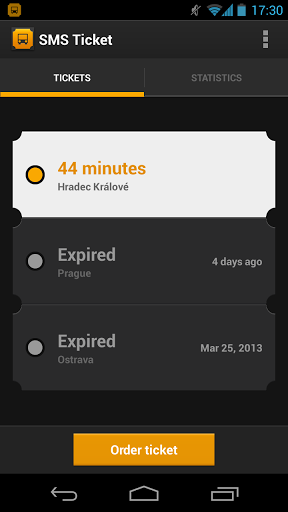 17:30
SMS Ticket
TICKETS
STATISTICS
44 minutes
Hradec Králové
Expired
4 days ago
Prague
Expired
Mar 25, 2013
Ostrava
Order ticket